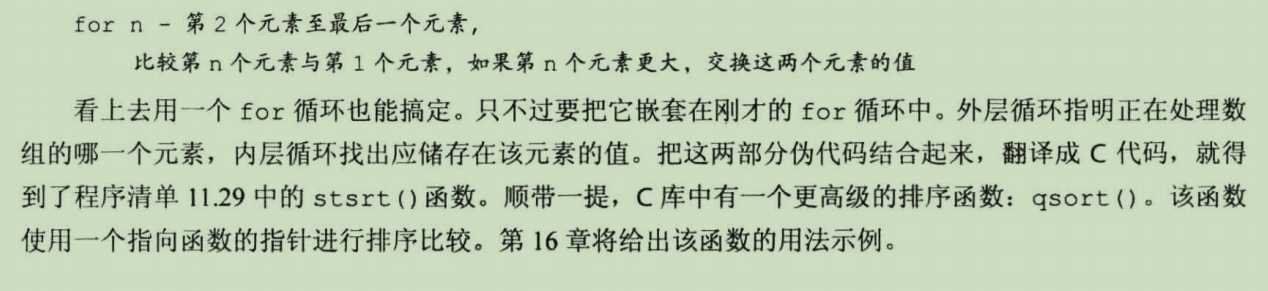 for n - 第 2 个元素至最后一个元素，
比较第 n 个元素与第 1 个元素，如果第 n 个元素更大，交换这两个元素的值
看上去用一个 for 循环也能搞定。只不过要把它嵌套在刚才的 for 循环中。外层循环指明正在处理数
组的哪一个元素，内层循环找出应储存在该元素的值。把这两部分伪代码结合起来，翻译成 C 代码，就得
到了程序清单 11.29 中的 stsrt()函数。顺带一提，C 库中有一个更高级的排序函数：qsort()。该函数
使用一个指向函数的指针进行排序比较。第 16 章将给出该函数的用法示例。